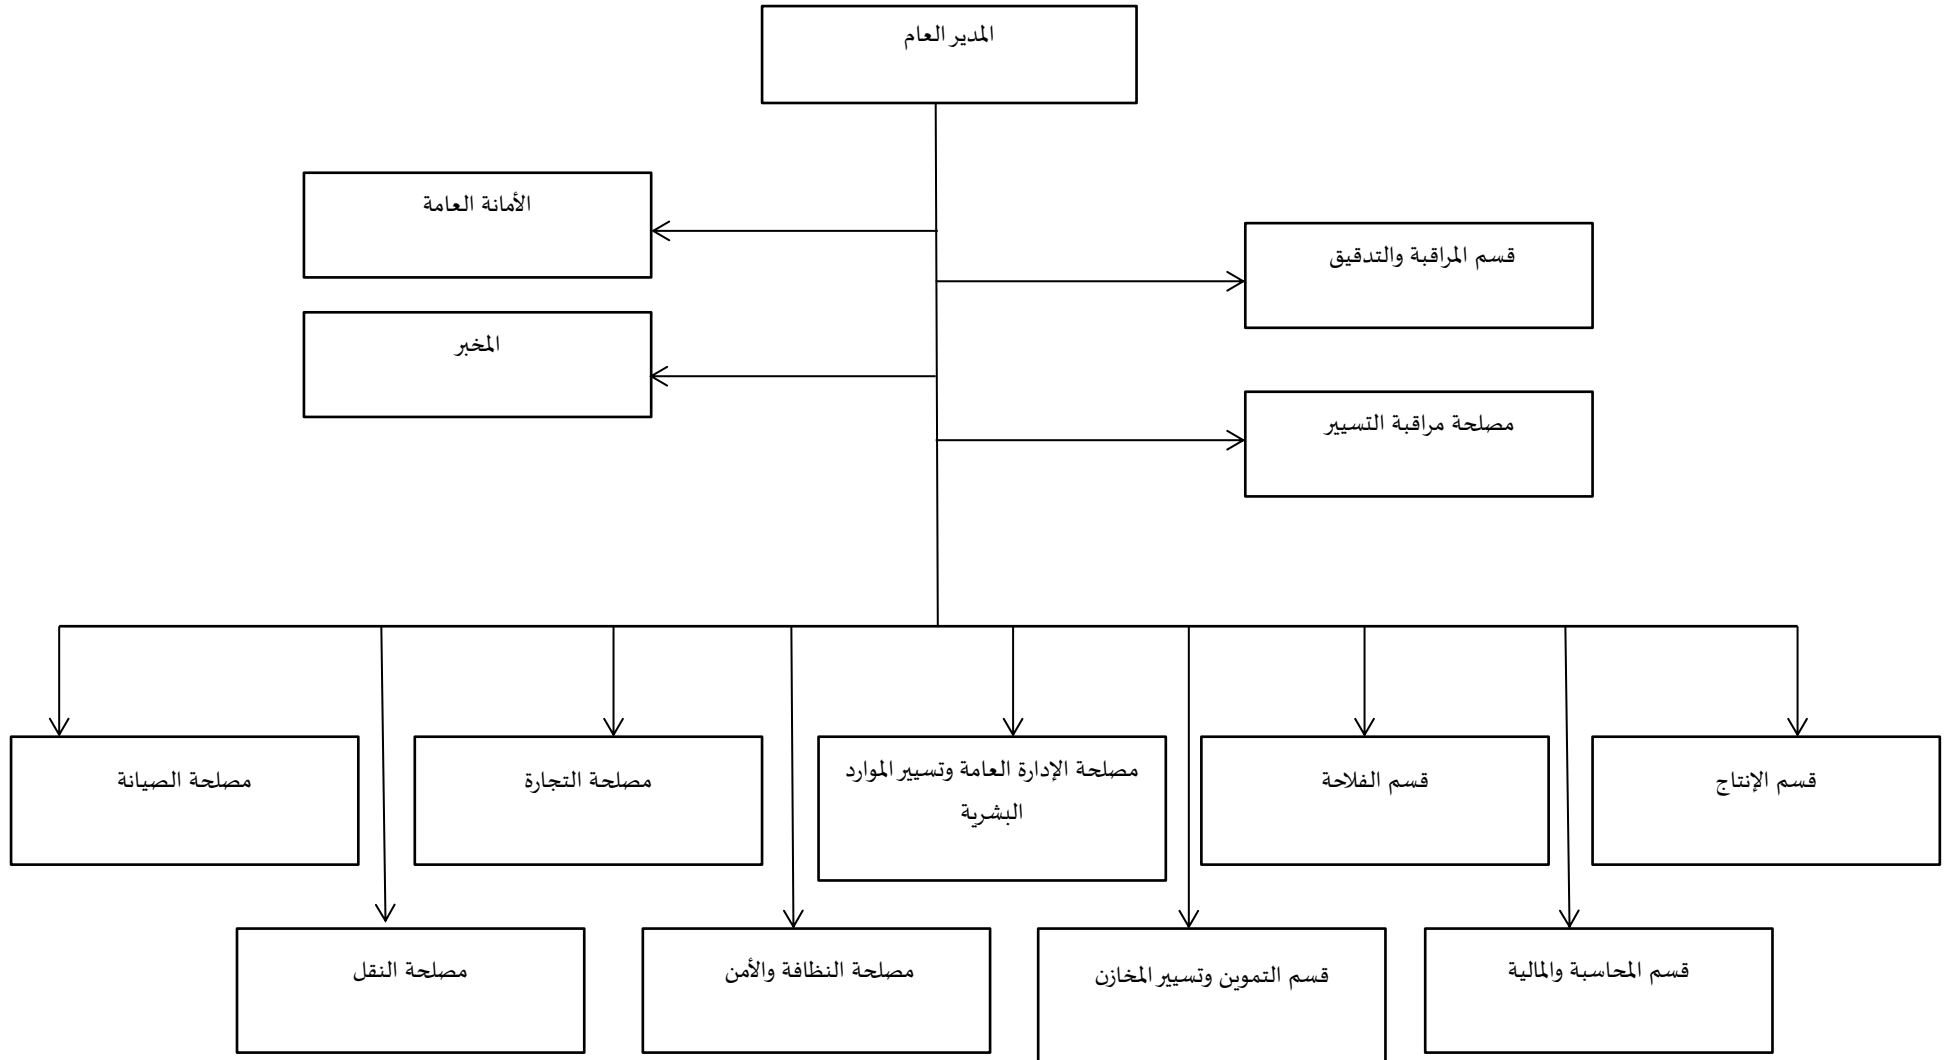 المدير العام
الأمانة العامة
قسم المراقبة والتدقيق
المخبر
مصلحة مراقبة التسيير
قسم الإنتاج
قسم الفلاحة
مصلحة الإدارة العامة وتسيير الموارد
البشرية
مصلحة التجارة
مصلحة الصيانة
قسم المحاسبة والمالية
قسم التموين وتسيير المخازن
مصلحة النظافة والأمن
مصلحة النقل